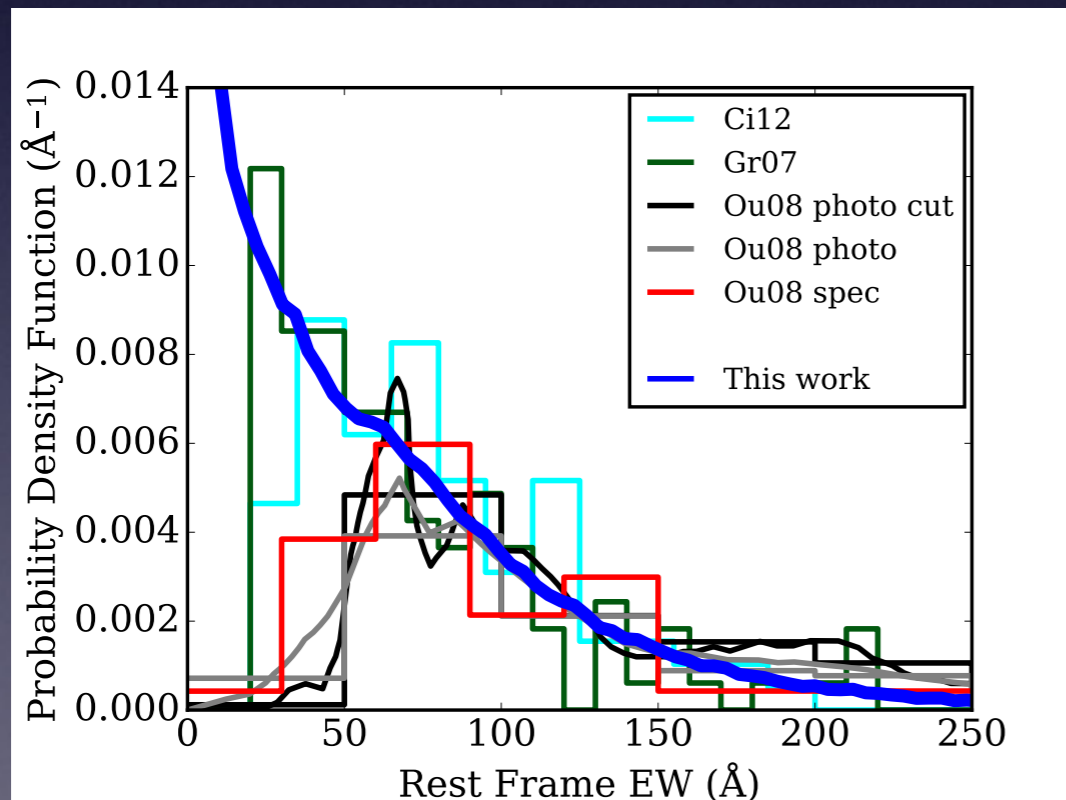 Probability Density Function (Å⁻¹)
0.014
0.012
0.010
0.008
0.006
0.004
0.002
0.000
Ci12
Gr07
Ou08 photo cut
Ou08 photo
Ou08 spec
This work
0 50 100 150 200 250
Rest Frame EW (Å)